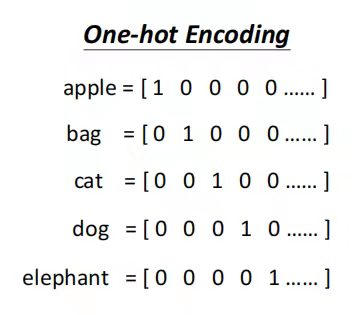 One-hot Encoding
apple = [ 1 0 0 0 0 ...... ]
bag = [ 0 1 0 0 0 ...... ]
cat = [ 0 0 1 0 0 ...... ]
dog = [ 0 0 0 1 0 ...... ]
elephant = [ 0 0 0 0 1 ...... ]